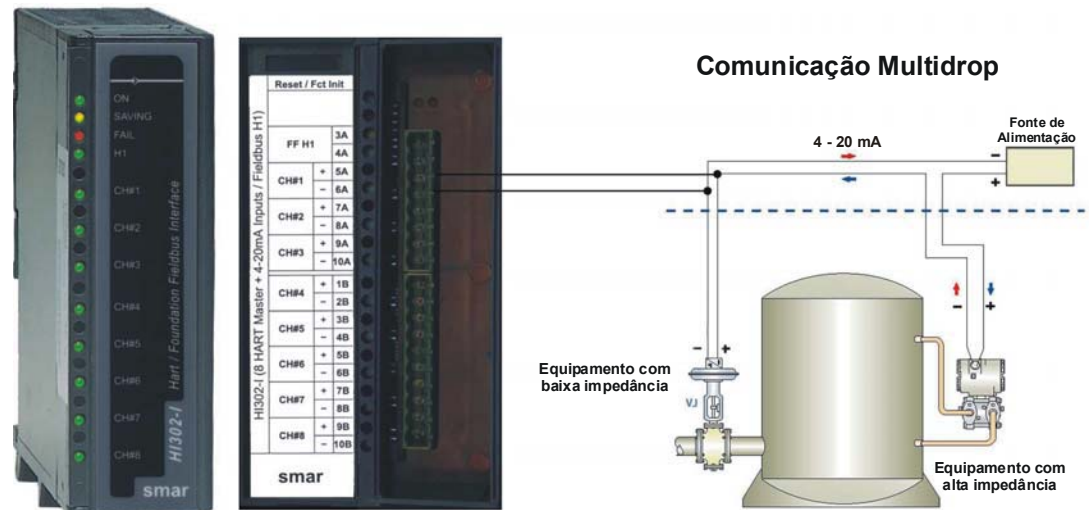 ON
SAVING
FAIL
H1
CH#1
CH#2
CH#3
CH#4
CH#5
CH#6
CH#7
CH#8
Hart / Foundation Fieldbus Interface
HI302-I
smar
HI302-I (8 HART Master + 4-20mA Inputs / Fieldbus H1)
Reset / Fct Init
FF H1 3A
4A
CH#1 + 5A
- 6A
CH#2 + 7A
- 8A
CH#3 + 9A
- 10A
CH#4 + 1B
- 2B
CH#5 + 3B
- 4B
CH#6 + 5B
- 6B
CH#7 + 7B
- 8B
CH#8 + 9B
- 10B
smar
Comunicação Multidrop
4 - 20 mA
Fonte de
Alimentação
-
+
- +
- +
Equipamento com
baixa impedância
VJ
Equipamento com
alta impedância